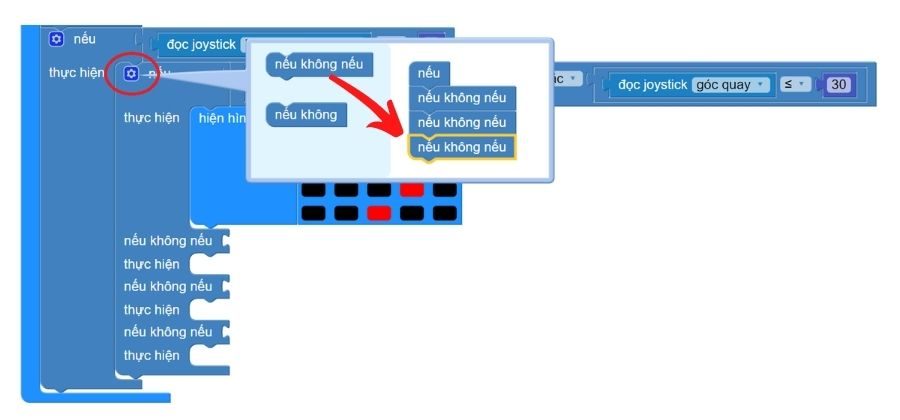 nếu
đọc joystick
thực hiện
nếu không nếu
nếu không
nếu
nếu không nếu
nếu không nếu
nếu không nếu
đọc joystick góc quay ≤ 30
thực hiện hiện hìn
nếu không nếu
thực hiện
nếu không nếu
thực hiện
nếu không nếu
thực hiện